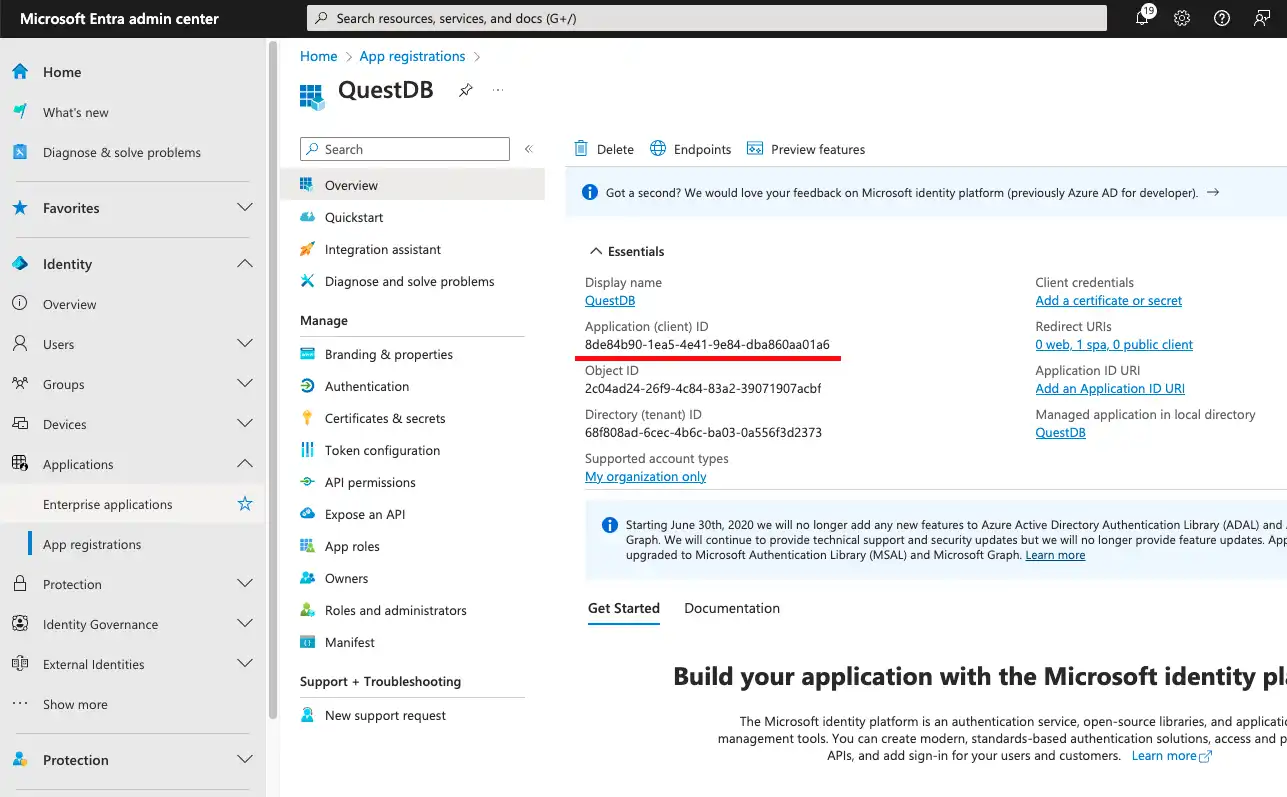 Microsoft Entra admin center
Search resources, services, and docs (G+/)
19
Home
What's new
Diagnose & solve problems
Favorites
Identity
Overview
Users
Groups
Devices
Applications
Enterprise applications
App registrations
Protection
Identity Governance
External Identities
Show more
Protection
Home > App registrations >
QuestDB
Search
Overview
Quickstart
Integration assistant
Diagnose and solve problems
Manage
Branding & properties
Authentication
Certificates & secrets
Token configuration
API permissions
Expose an API
App roles
Owners
Roles and administrators
Manifest
Support + Troubleshooting
New support request
Delete
Endpoints
Preview features
Got a second? We would love your feedback on Microsoft identity platform (previously Azure AD for developer).
Essentials
Display name
QuestDB
Application (client) ID
8de84b90-1ea5-4e41-9e84-dba860aa01a6
Object ID
2c04ad24-26f9-4c84-83a2-39071907acbf
Directory (tenant) ID
68f808ad-6cec-4b6c-ba03-0a556f3d2373
Supported account types
My organization only
Client credentials
Add a certificate or secret
Redirect URIs
0 web, 1 spa, 0 public client
Application ID URI
Add an Application ID URI
Managed application in local directory
QuestDB
Starting June 30th, 2020 we will no longer add any new features to Azure Active Directory Authentication Library (ADAL) and
Graph. We will continue to provide technical support and security updates but we will no longer provide feature updates. App
upgraded to Microsoft Authentication Library (MSAL) and Microsoft Graph. Learn more
Get Started
Documentation
Build your application with the Microsoft identity pl
The Microsoft identity platform is an authentication service, open-source libraries, and applicatio
management tools. You can create modern, standards-based authentication solutions, access and p
APIs, and add sign-in for your users and customers. Learn more